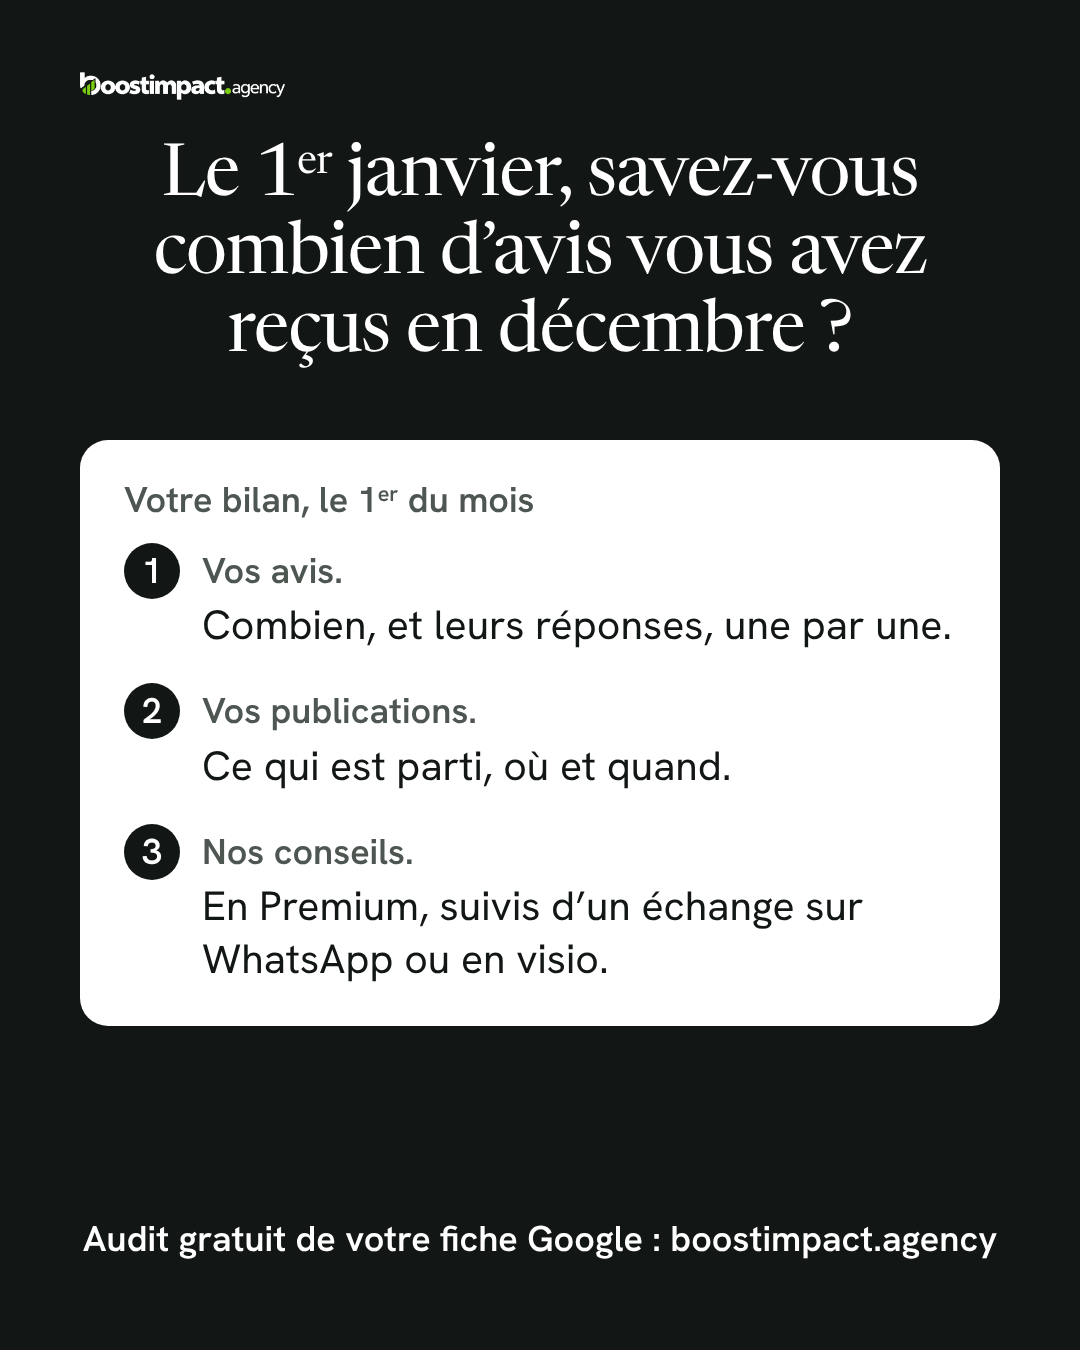 boostimpact.agency
Le 1er janvier, savez-vous
combien d’avis vous avez
reçus en décembre ?
Votre bilan, le 1er du mois
1 Vos avis.
Combien, et leurs réponses, une par une.
2 Vos publications.
Ce qui est parti, où et quand.
3 Nos conseils.
En Premium, suivis d’un échange sur
WhatsApp ou en visio.
Audit gratuit de votre fiche Google : boostimpact.agency